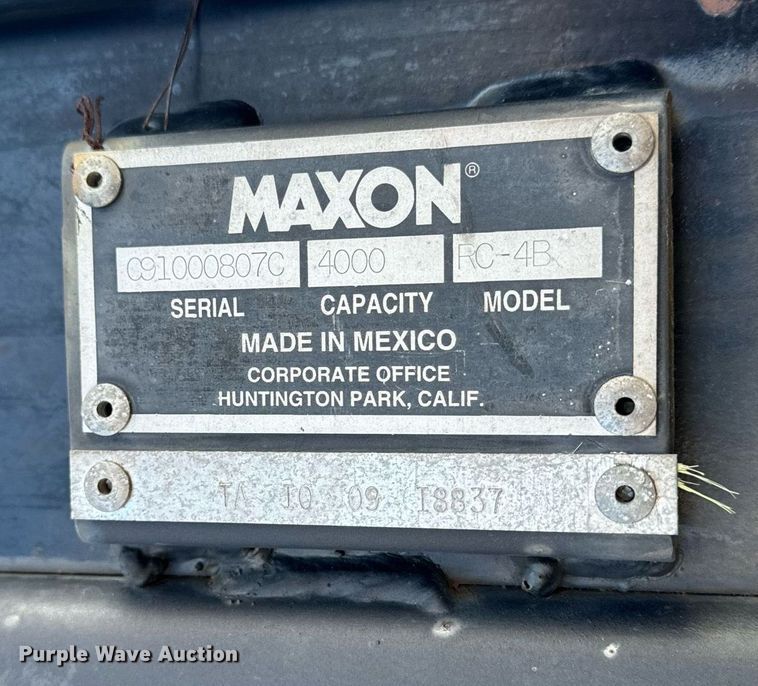 MAXON®
C91000807C 4000 RC-4B
SERIAL CAPACITY MODEL
MADE IN MEXICO
CORPORATE OFFICE
HUNTINGTON PARK, CALIF.
TA 10 09 18837
Purple Wave Auction